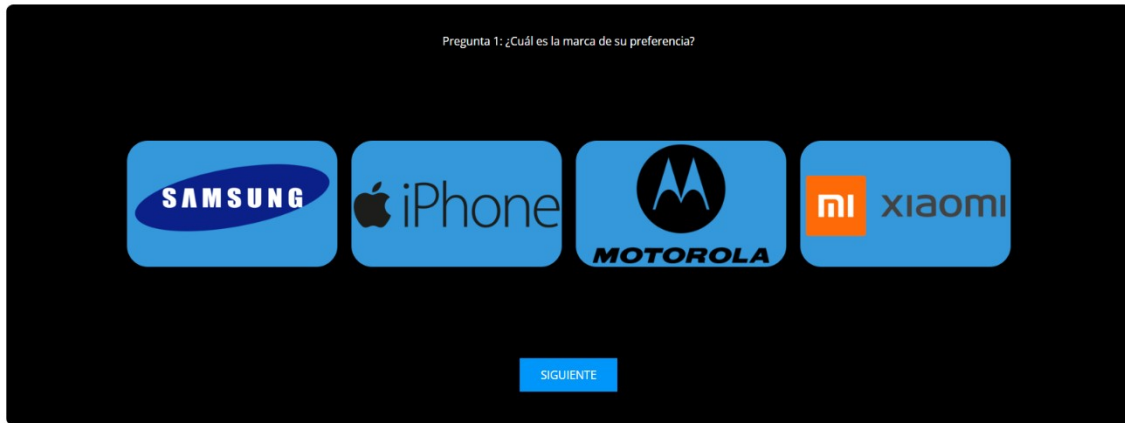 Pregunta 1: ¿Cuál es la marca de su preferencia?
SAMSUNG
iPhone
MOTOROLA
mi xiaomi
SIGUIENTE